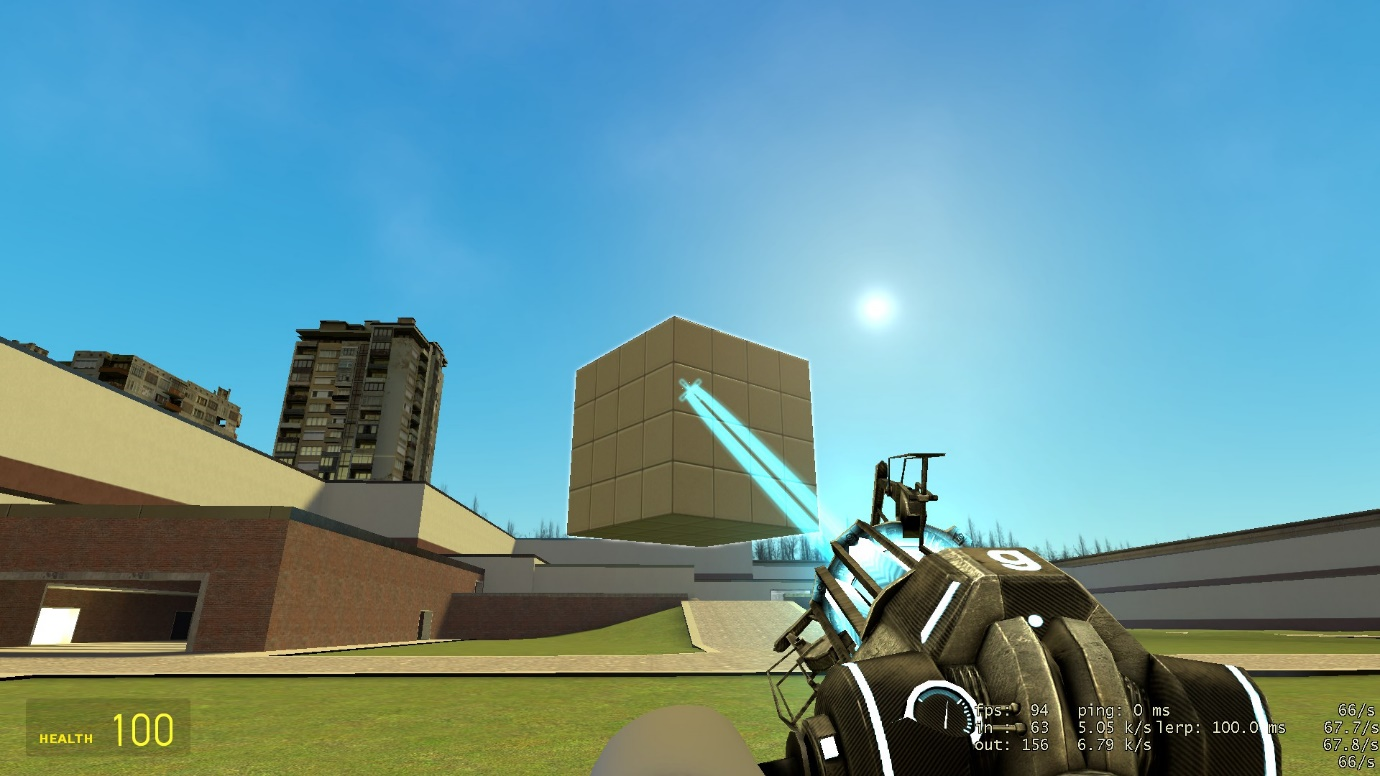 9
HEALTH 100
fps: 94 ping: 0 ms 66/s
in : 63 5.05 k/s lerp: 100.0 ms 67.7/s
out: 156 6.79 k/s 67.8/s
66/s